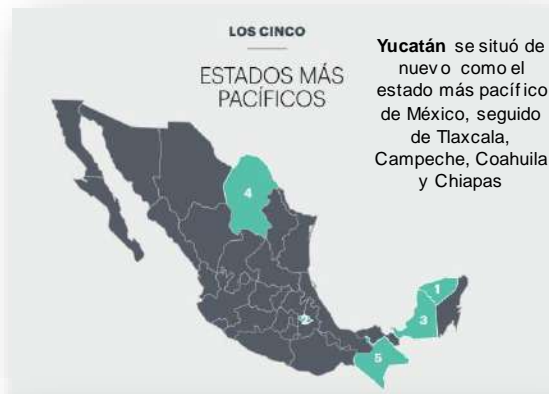 LOS CINCO
ESTADOS MÁS
PACÍFICOS
Yucatán se situó de
nuevo como el
estado más pacífico
de México, seguido
de Tlaxcala,
Campeche, Coahuila
y Chiapas
4
1
2
3
5